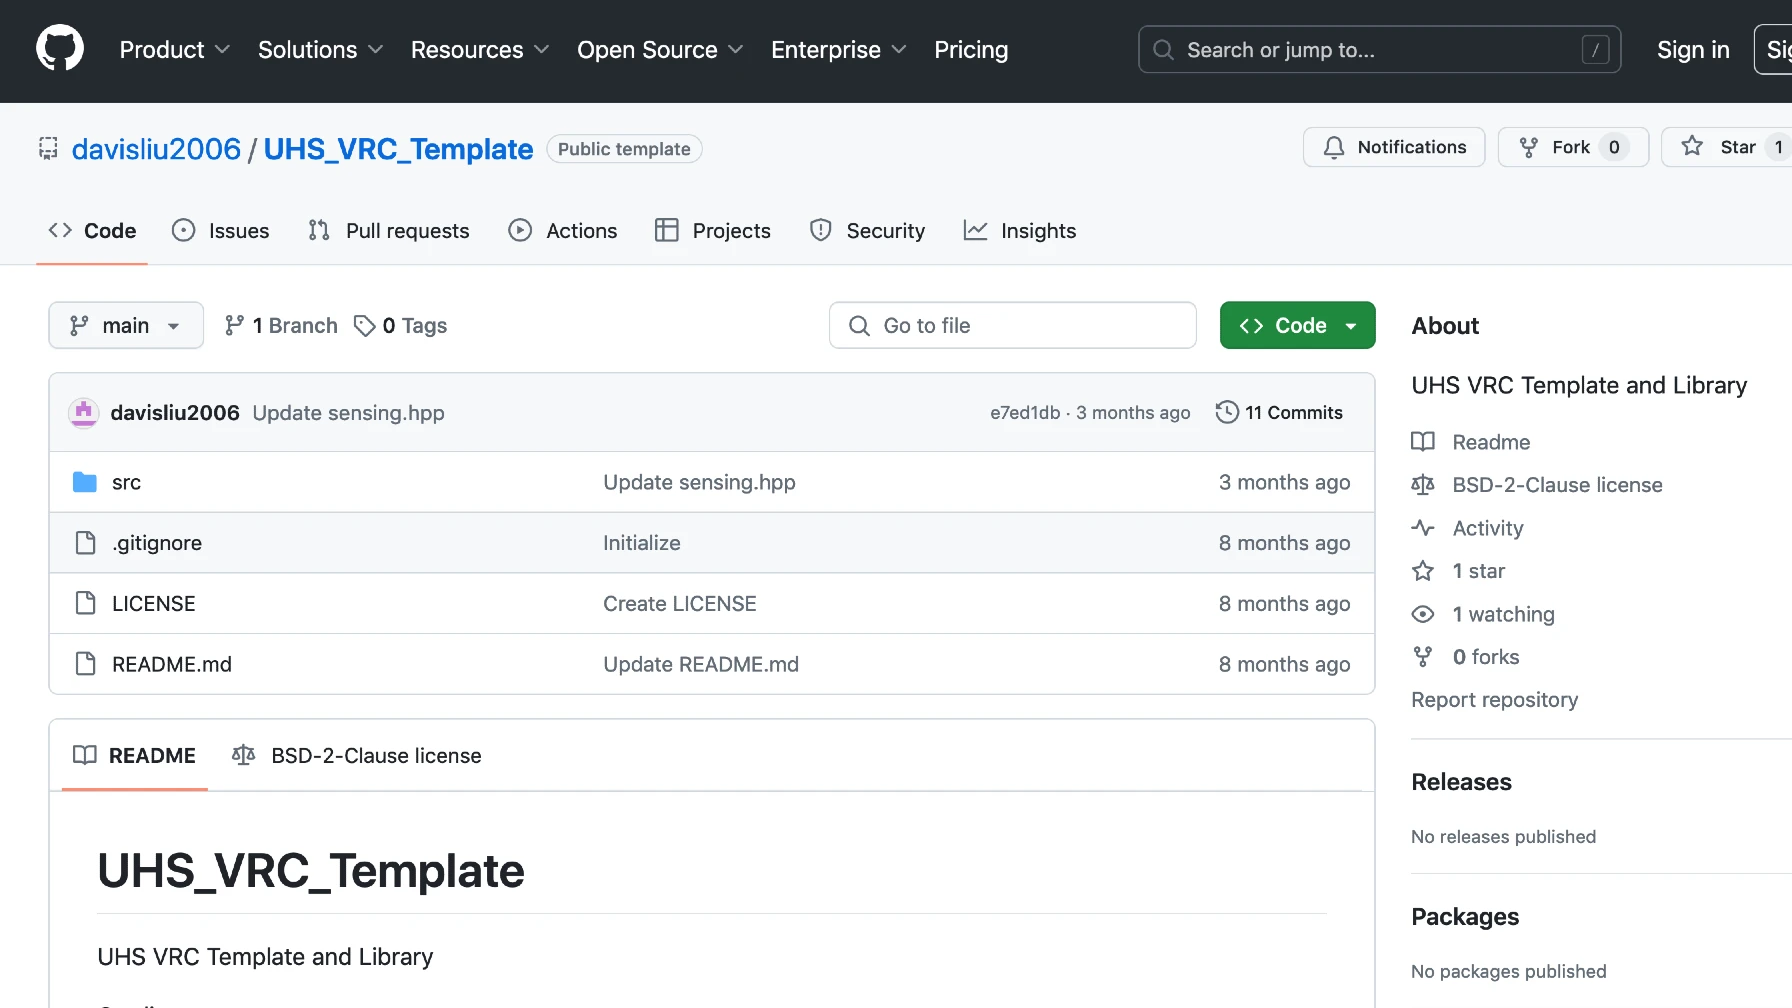 Product Solutions Resources Open Source Enterprise Pricing Search or jump to... / Sign in
davisliu2006 / UHS_VRC_Template Public template Notifications Fork 0 Star 1
Code Issues Pull requests Actions Projects Security Insights
main 1 Branch 0 Tags Go to file Code
davisliu2006 Update sensing.hpp e7ed1db · 3 months ago 11 Commits
src Update sensing.hpp 3 months ago
.gitignore Initialize 8 months ago
LICENSE Create LICENSE 8 months ago
README.md Update README.md 8 months ago
README BSD-2-Clause license
UHS_VRC_Template
UHS VRC Template and Library
About
UHS VRC Template and Library
Readme
BSD-2-Clause license
Activity
1 star
1 watching
0 forks
Report repository
Releases
No releases published
Packages
No packages published